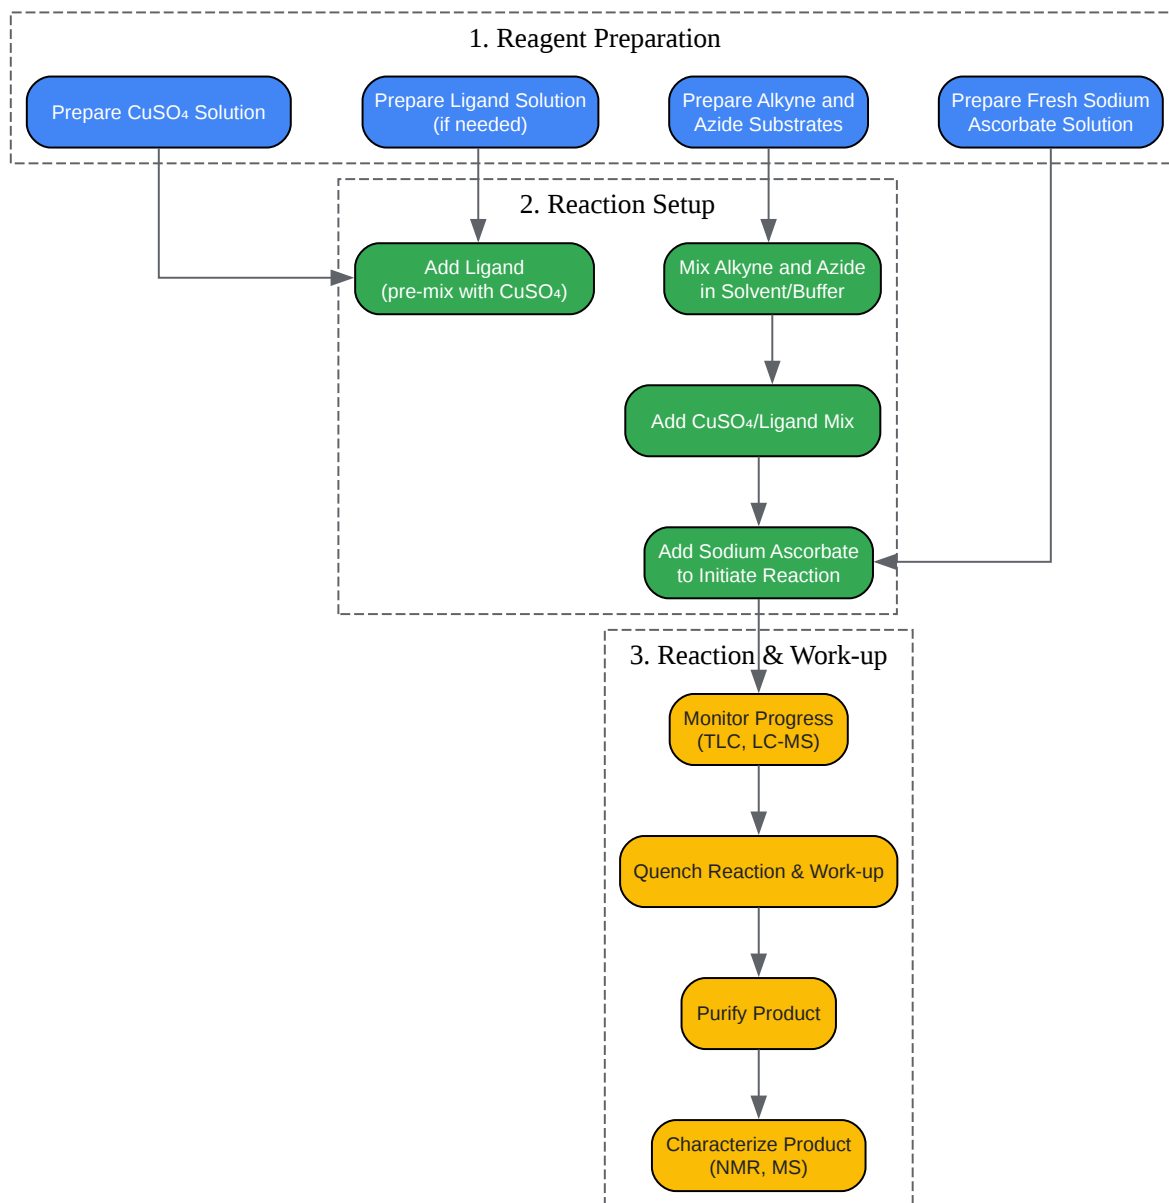 1. Reagent Preparation
Prepare CuSO₄ Solution
Prepare Ligand Solution
(if needed)
Prepare Alkyne and
Azide Substrates
Prepare Fresh Sodium
Ascorbate Solution
2. Reaction Setup
Add Ligand
(pre-mix with CuSO₄)
Mix Alkyne and Azide
in Solvent/Buffer
Add CuSO₄/Ligand Mix
Add Sodium Ascorbate
to Initiate Reaction
3. Reaction & Work-up
Monitor Progress
(TLC, LC-MS)
Quench Reaction & Work-up
Purify Product
Characterize Product
(NMR, MS)